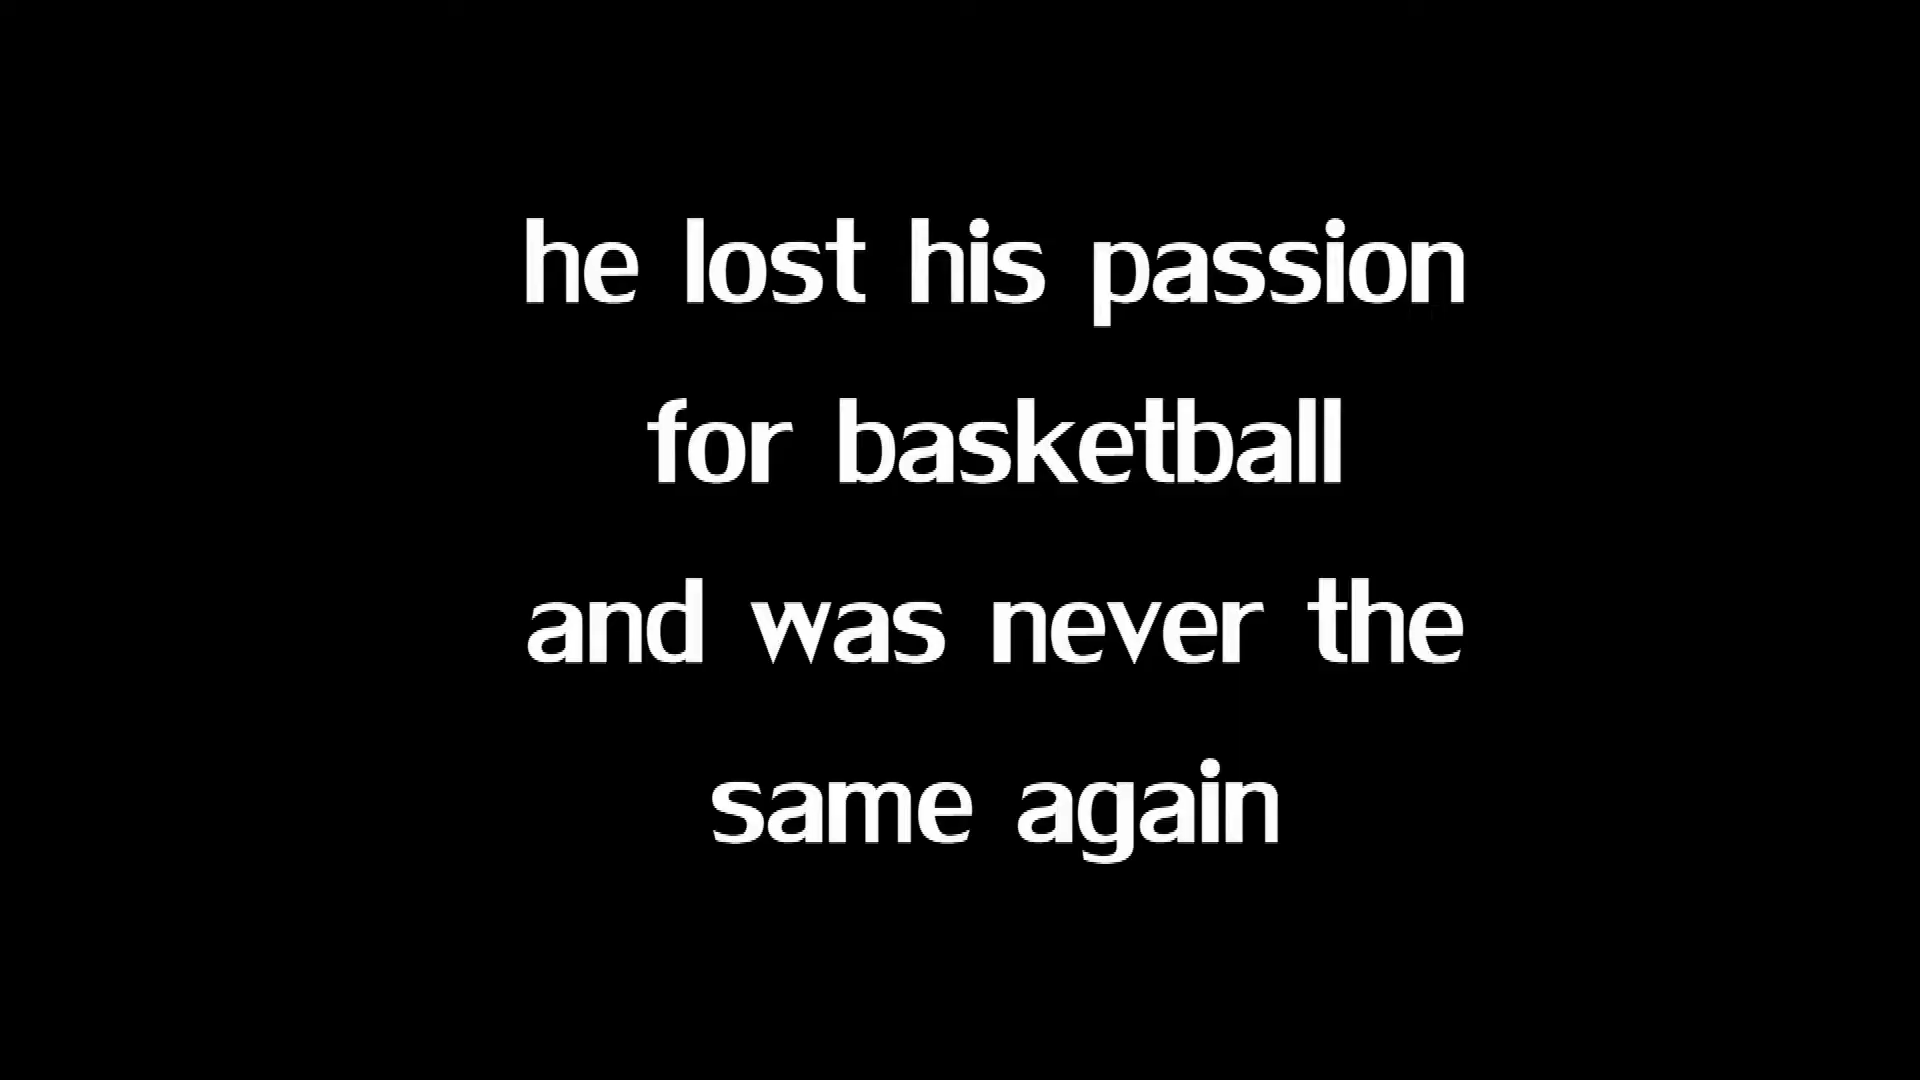 he lost his passion
for basketball
and was never the
same again